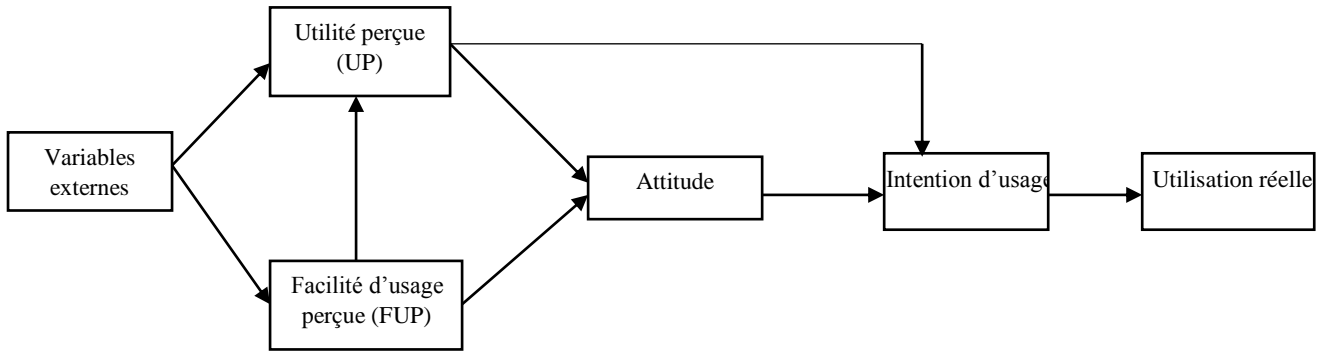 Utilité perçue
(UP)
Variables
externes
Attitude
Intention d’usage
Utilisation réelle
Facilité d’usage
perçue (FUP)